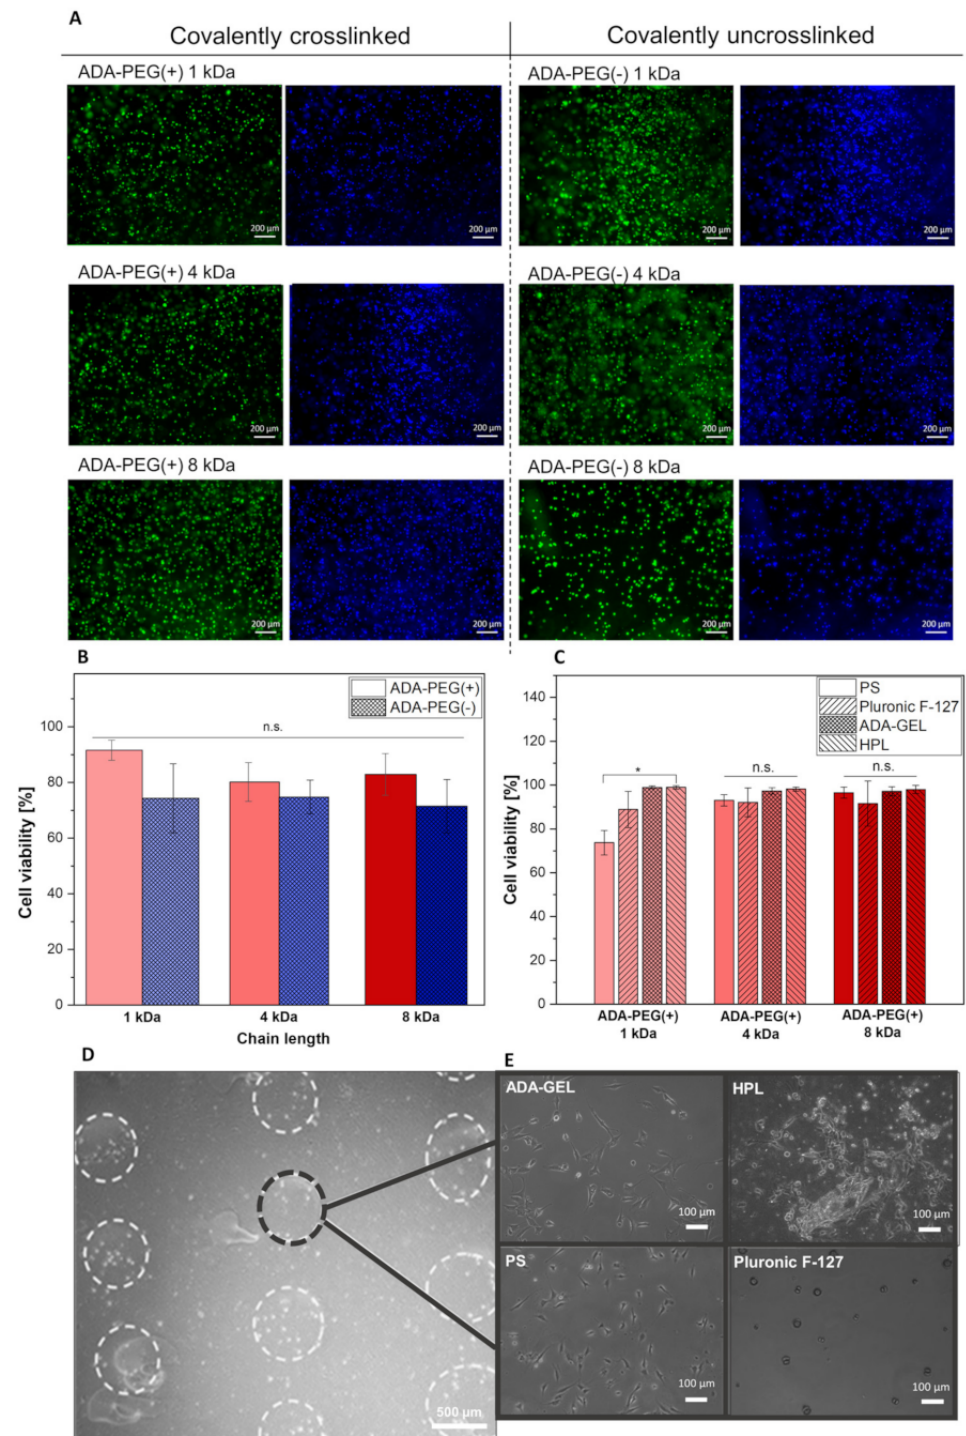 A
Covalently crosslinked
Covalently uncrosslinked
ADA-PEG(+) 1 kDa
ADA-PEG(-) 1 kDa
200 µm
200 µm
200 µm
200 µm
ADA-PEG(+) 4 kDa
ADA-PEG(-) 4 kDa
200 µm
200 µm
200 µm
200 µm
ADA-PEG(+) 8 kDa
ADA-PEG(-) 8 kDa
200 µm
200 µm
200 µm
200 µm
B
ADA-PEG(+)
ADA-PEG(-)
n.s.
100
80
60
40
20
0
Cell viability [%]
1 kDa
4 kDa
8 kDa
Chain length
C
PS
Pluronic F-127
ADA-GEL
HPL
140
120
100
80
60
40
20
0
Cell viability [%]
*
n.s.
n.s.
ADA-PEG(+)
1 kDa
ADA-PEG(+)
4 kDa
ADA-PEG(+)
8 kDa
D
500 µm
E
ADA-GEL
100 µm
HPL
100 µm
PS
100 µm
Pluronic F-127
100 µm